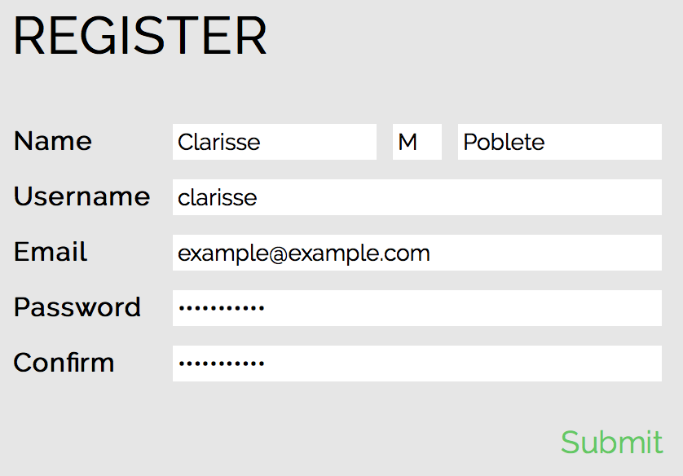 REGISTER
Name Clarisse M Poblete
Username clarisse
Email example@example.com
Password •••••••••••
Confirm •••••••••••
Submit